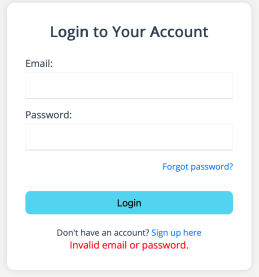 Login to Your Account
Email:
Password:
Forgot password?
Login
Don't have an account? Sign up here
Invalid email or password.